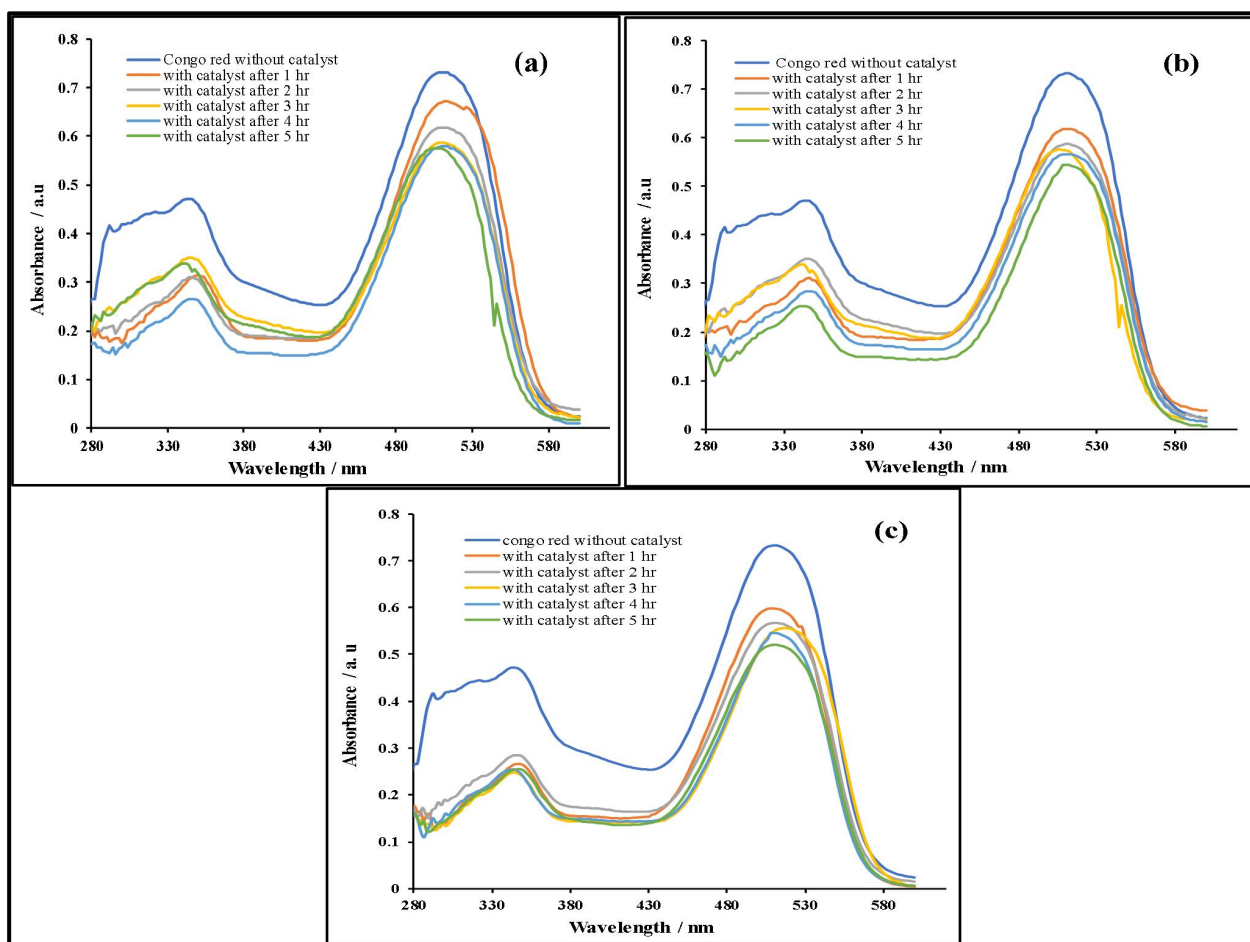 (a)
Congo red without catalyst
with catalyst after 1 hr
with catalyst after 2 hr
with catalyst after 3 hr
with catalyst after 4 hr
with catalyst after 5 hr
Absorbance / a.u
0.8
0.7
0.6
0.5
0.4
0.3
0.2
0.1
0
280 330 380 430 480 530 580
Wavelength / nm
(b)
Congo red without catalyst
with catalyst after 1 hr
with catalyst after 2 hr
with catalyst after 3 hr
with catalyst after 4 hr
with catalyst after 5 hr
Absorbance / a.u
0.8
0.7
0.6
0.5
0.4
0.3
0.2
0.1
0
280 330 380 430 480 530 580
Wavelength / nm
(c)
congo red without catalyst
with catalyst after 1 hr
with catalyst after 2 hr
with catalyst after 3 hr
with catalyst after 4 hr
with catalyst after 5 hr
Absorbance / a. u
0.8
0.7
0.6
0.5
0.4
0.3
0.2
0.1
0
280 330 380 430 480 530 580
Wavelength / nm